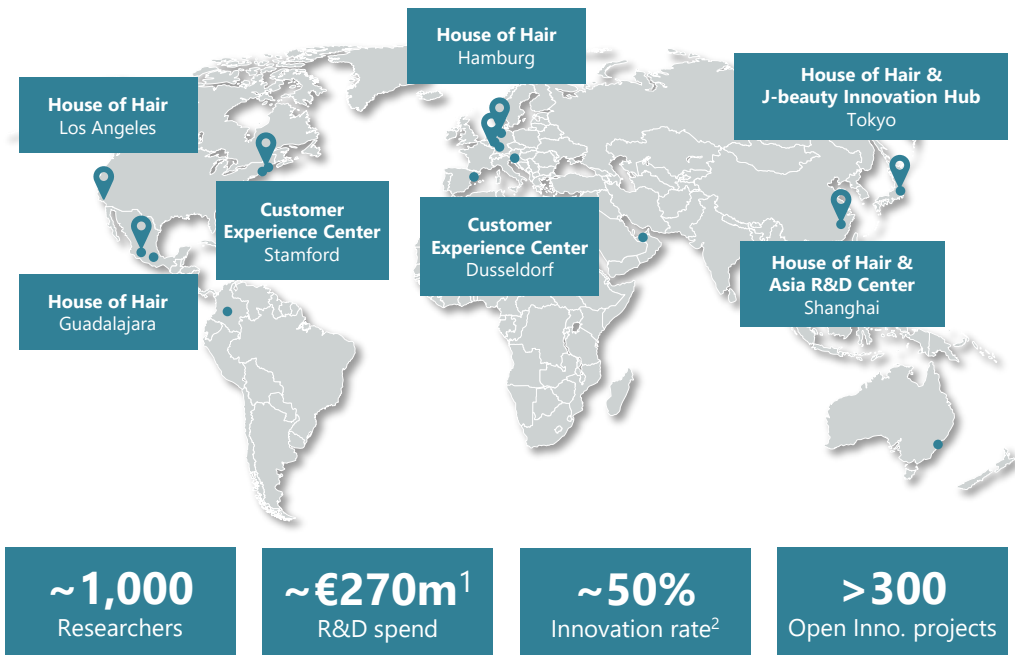 House of Hair
Hamburg
House of Hair &
J-beauty Innovation Hub
Tokyo
House of Hair
Los Angeles
Customer
Experience Center
Stamford
Customer
Experience Center
Dusseldorf
House of Hair &
Asia R&D Center
Shanghai
House of Hair
Guadalajara
~1,000
Researchers
~€270m¹
R&D spend
~50%
Innovation rate²
>300
Open Inno. projects